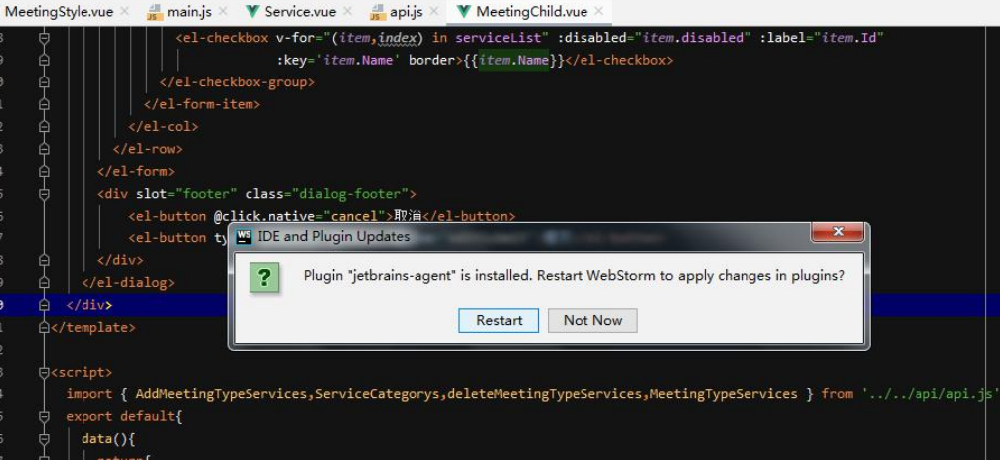 MeetingStyle.vue × main.js × Service.vue × api.js × MeetingChild.vue ×
<el-checkbox v-for="(item,index) in serviceList" :disabled="item.disabled" :label="item.Id"
:key='item.Name' border>{{item.Name}}</el-checkbox>
</el-checkbox-group>
</el-form-item>
</el-col>
</el-row>
</el-form>
<div slot="footer" class="dialog-footer">
<el-button @click.native="cancel">取消</el-button>
<el-button ty
WS IDE and Plugin Updates
Plugin "jetbrains-agent" is installed. Restart WebStorm to apply changes in plugins?
Restart Not Now
</div>
</el-dialog>
</div>
</template>
<script>
import { AddMeetingTypeServices,ServiceCategorys,deleteMeetingTypeServices,MeetingTypeServices } from '../../api/api.js'
export default{
data(){
return{